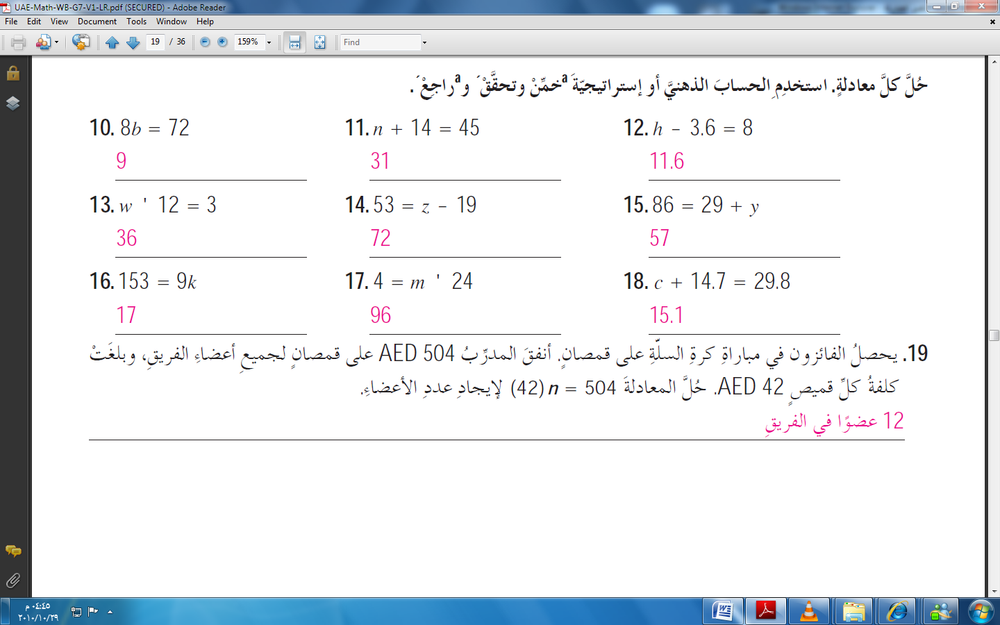 UAE-Math-WB-G7-V1-LR.pdf (SECURED) - Adobe Reader
File Edit View Document Tools Window Help
19 / 36 159% Find
حُلَّ كلَّ معادلةٍ. استخدِمِ الحسابَ الذهنيَّ أو إستراتيجيّةَ ªخمِّنْ وتحقَّقْ´ وªراجِعْ´.
10. 8b = 72 11. n + 14 = 45 12. h – 3.6 = 8
9 31 11.6
13. w ' 12 = 3 14. 53 = z – 19 15. 86 = 29 + y
36 72 57
16. 153 = 9k 17. 4 = m ' 24 18. c + 14.7 = 29.8
17 96 15.1
19. يحصلُ الفائزون في مباراةِ كرةِ السلّةِ على قمصانٍ. أنفقَ المدرِّبُ AED 504 على قمصانٍ لجميعِ أعضاءِ الفريقِ، وبلغَتْ
كلفةُ كلِّ قميصٍ AED 42. حُلَّ المعادلةَ (42)n = 504 لإيجادِ عددِ الأعضاءِ.
12 عضوًا في الفريقِ
٠٤:٤٥ م
٢٠١٠/١٠/٢٩